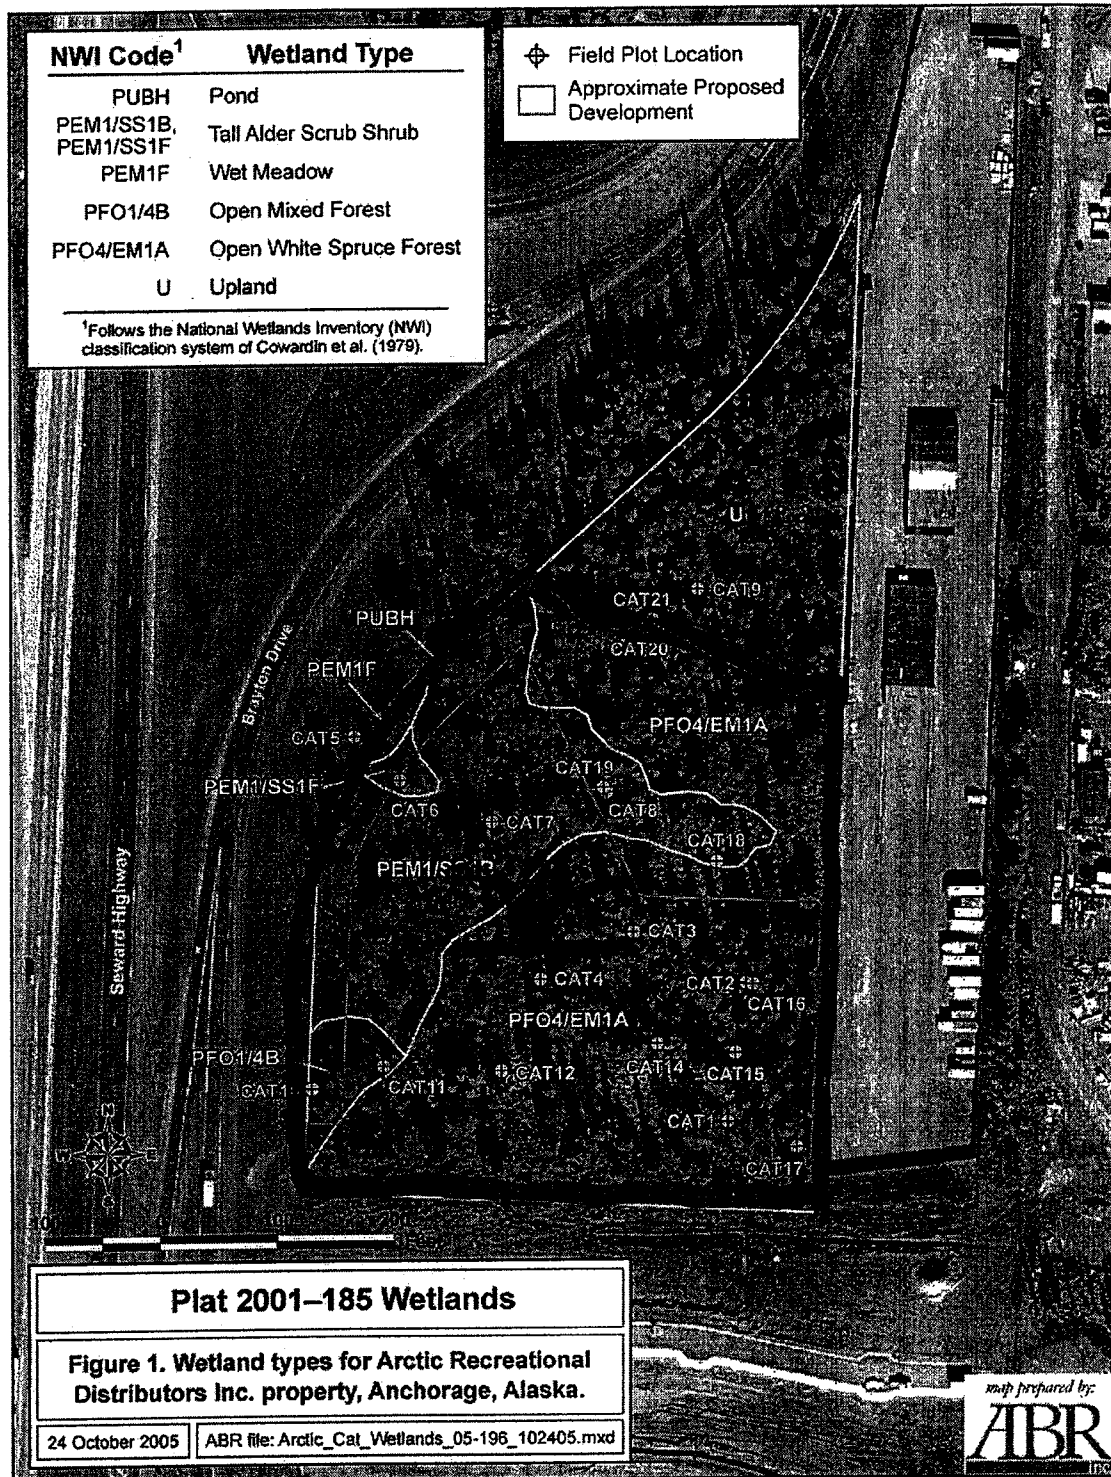 NWI Code¹ Wetland Type
PUBH Pond
PEM1/SS1B,
PEM1/SS1F Tall Alder Scrub Shrub
PEM1F Wet Meadow
PFO1/4B Open Mixed Forest
PFO4/EM1A Open White Spruce Forest
U Upland
¹Follows the National Wetlands Inventory (NWI)
classification system of Cowardin et al. (1979).
Field Plot Location
Approximate Proposed
Development
U
CAT9
CAT21
PUBH
CAT20
PEM1F
Brayton Drive
PFO4/EM1A
CAT5
CAT19
PEM1/SS1F
CAT6
CAT8
CAT7
CAT18
PEM1/SS1B
Seward Highway
CAT3
CAT4
CAT2
CAT16
PFO4/EM1A
PFO1/4B
CAT14
CAT15
CAT12
CAT11
CAT1
CAT1
CAT17
N
W E
Plat 2001–185 Wetlands
Figure 1. Wetland types for Arctic Recreational
Distributors Inc. property, Anchorage, Alaska.
24 October 2005 ABR file: Arctic_Cat_Wetlands_05-196_102405.mxd
map prepared by:
ABR